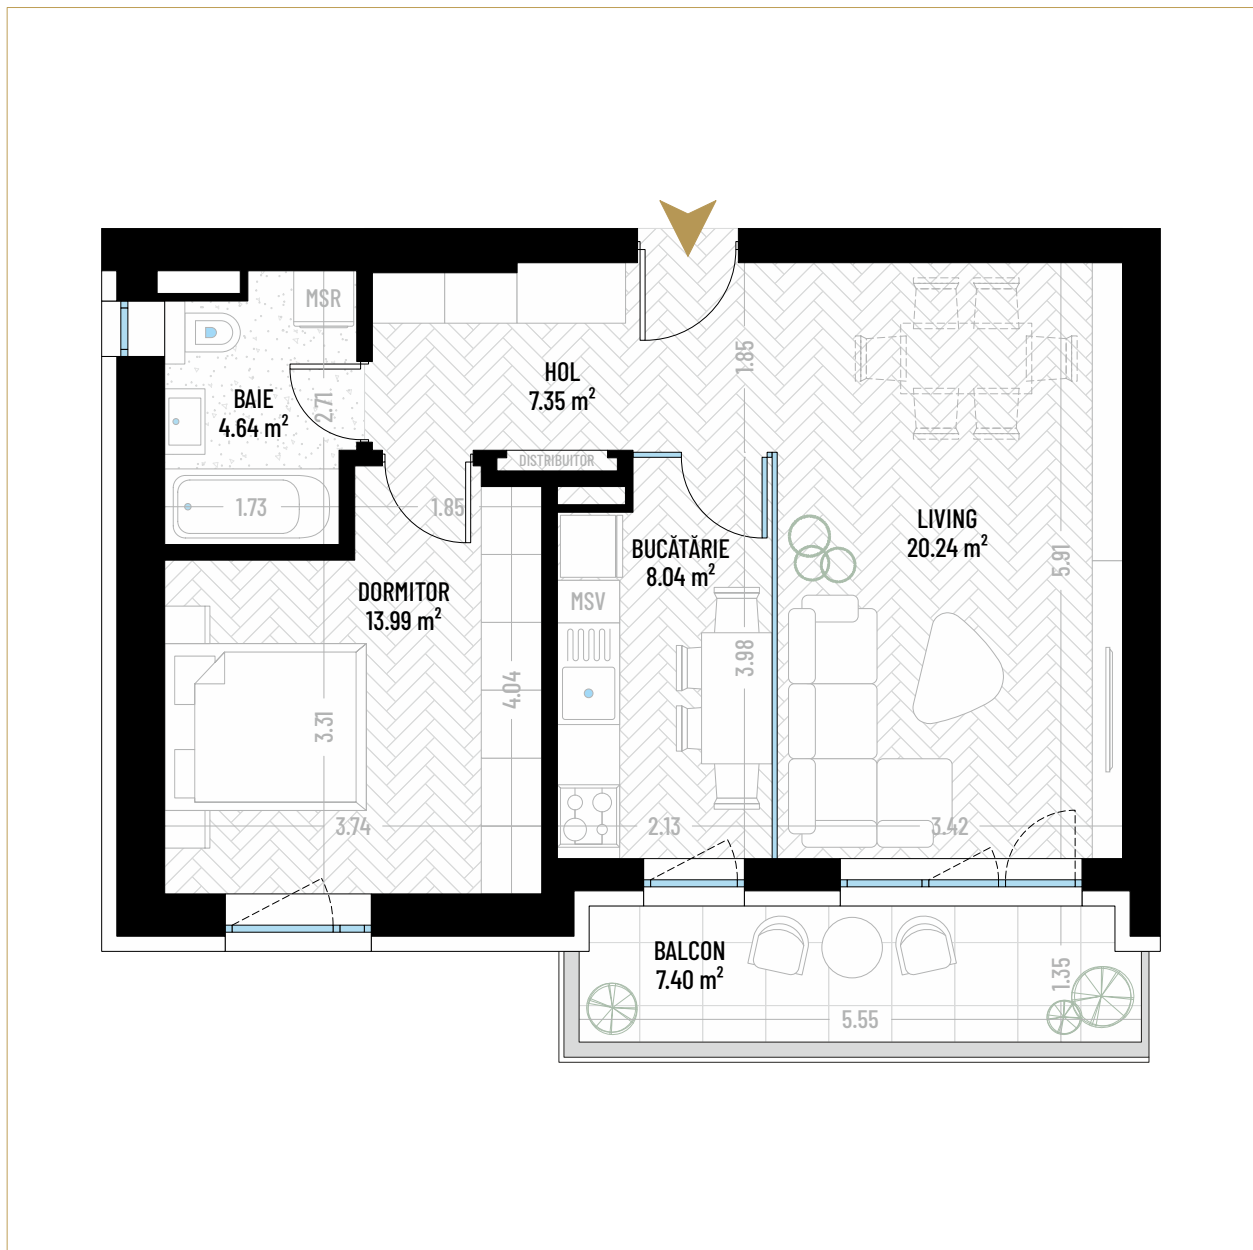 MSR
HOL
7.35 m²
1.85
BAIE
4.64 m²
2.71
DISTRIBUITOR
1.73
1.85
LIVING
20.24 m²
BUCĂTĂRIE
8.04 m²
5.91
DORMITOR
13.99 m²
MSV
3.98
4.04
3.31
3.74
2.13
3.42
BALCON
7.40 m²
1.35
5.55